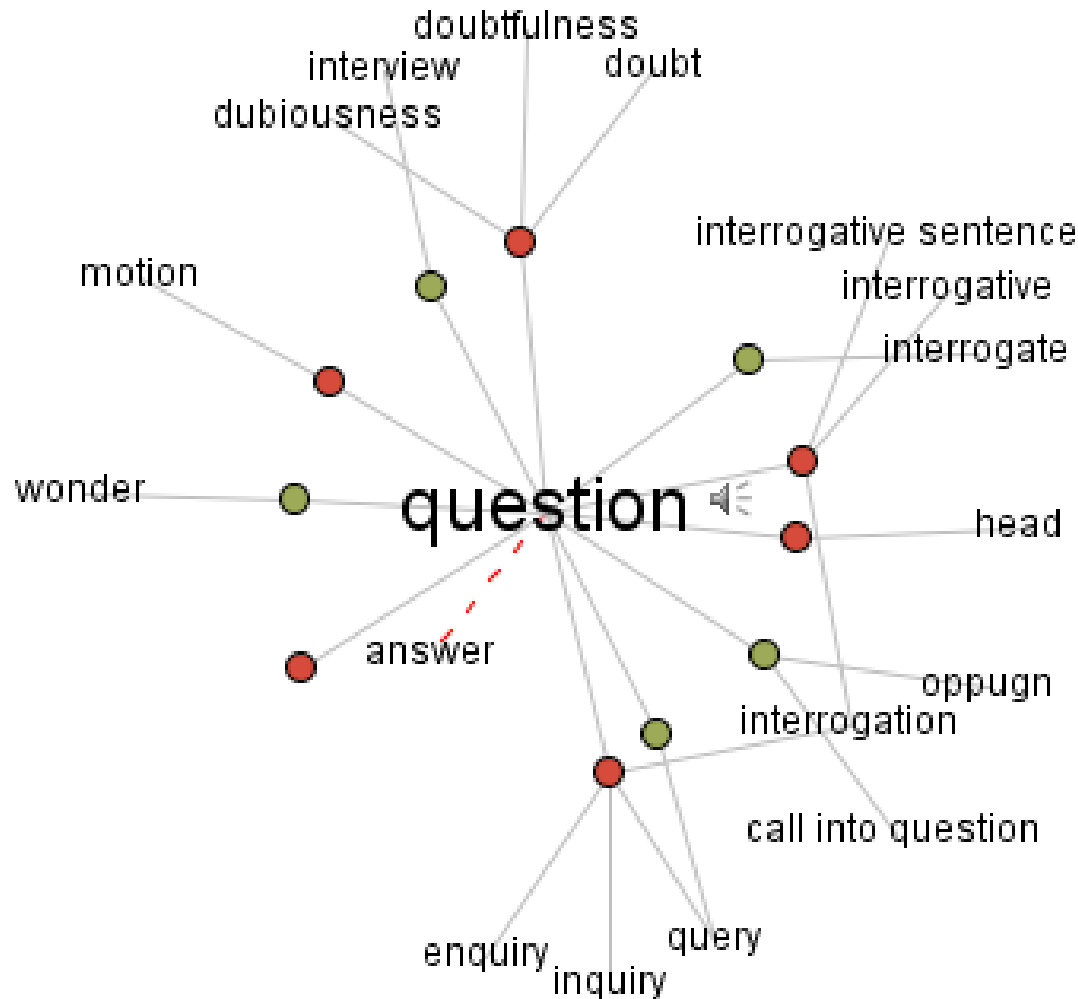 doubtfulness
interview
doubt
dubiousness
interrogative sentence
motion
interrogative
interrogate
wonder
question
head
answer
oppugn
interrogation
call into question
query
enquiry
inquiry